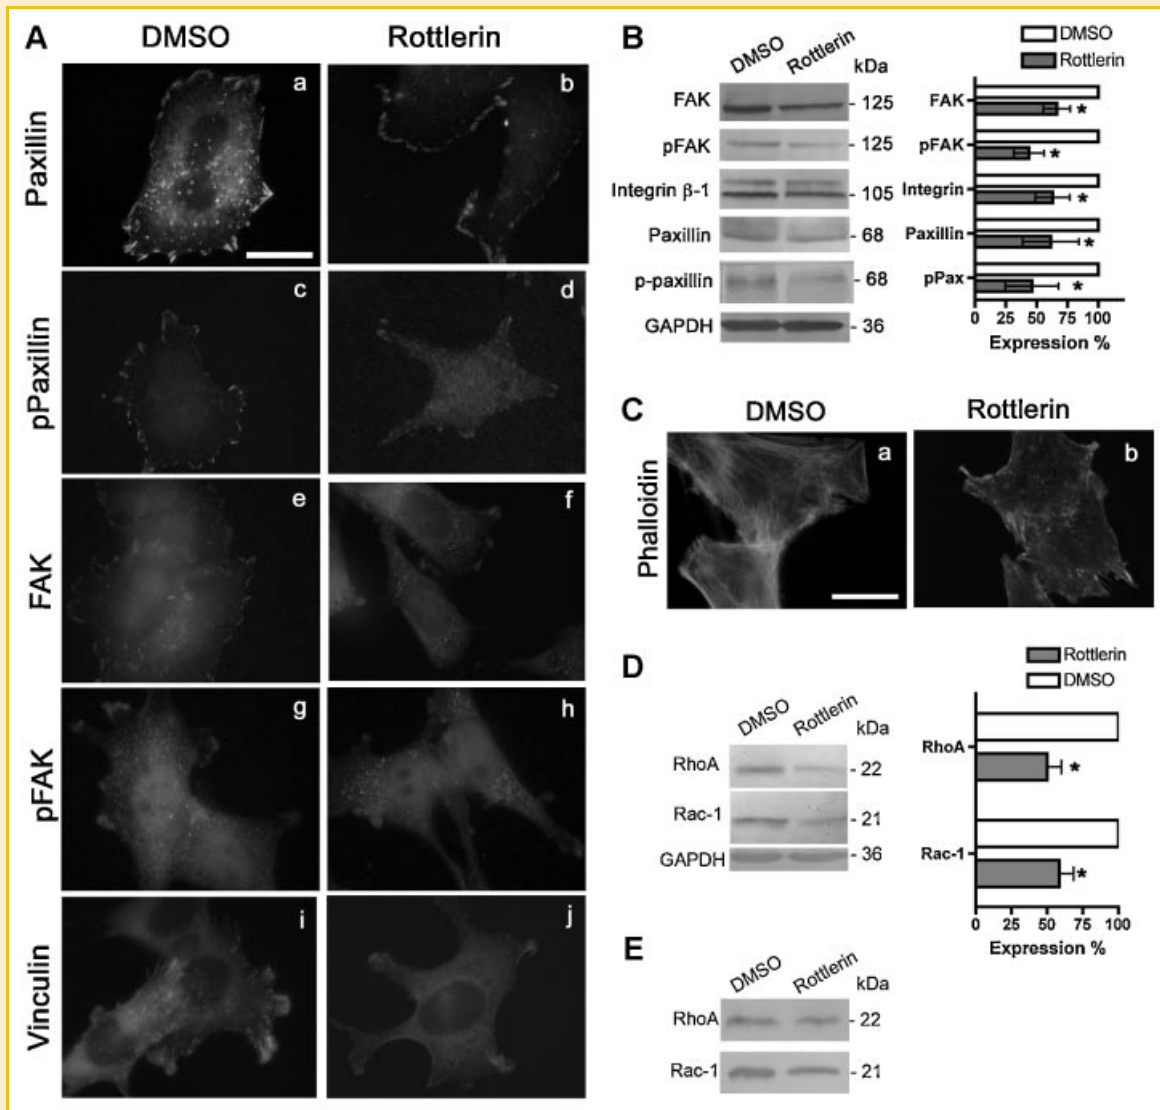 A
DMSO
Rottlerin
Paxillin
a
b
pPaxillin
c
d
FAK
e
f
pFAK
g
h
Vinculin
i
j
B
DMSO
Rottlerin
kDa
FAK
- 125
pFAK
- 125
Integrin β-1
- 105
Paxillin
- 68
p-paxillin
- 68
GAPDH
- 36
DMSO
Rottlerin
FAK
*
pFAK
*
Integrin
*
Paxillin
*
pPax
*
0 25 50 75 100
Expression %
C
DMSO
Rottlerin
Phalloidin
a
b
D
DMSO
Rottlerin
kDa
RhoA
- 22
Rac-1
- 21
GAPDH
- 36
Rottlerin
DMSO
RhoA
*
Rac-1
*
0 25 50 75 100
Expression %
E
DMSO
Rottlerin
kDa
RhoA
- 22
Rac-1
- 21